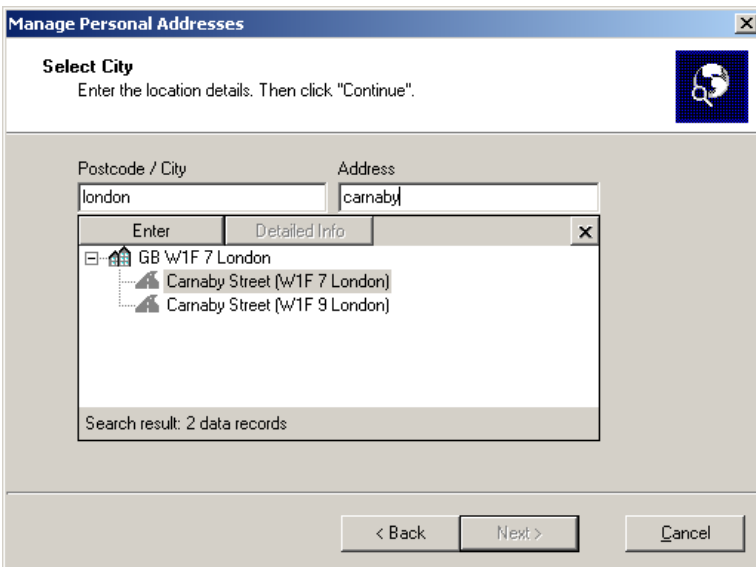 Manage Personal Addresses
Select City
Enter the location details. Then click "Continue".
Postcode / City Address
london carnaby
Enter Detailed Info
GB W1F 7 London
Carnaby Street (W1F 7 London)
Carnaby Street (W1F 9 London)
Search result: 2 data records
< Back Next > Cancel